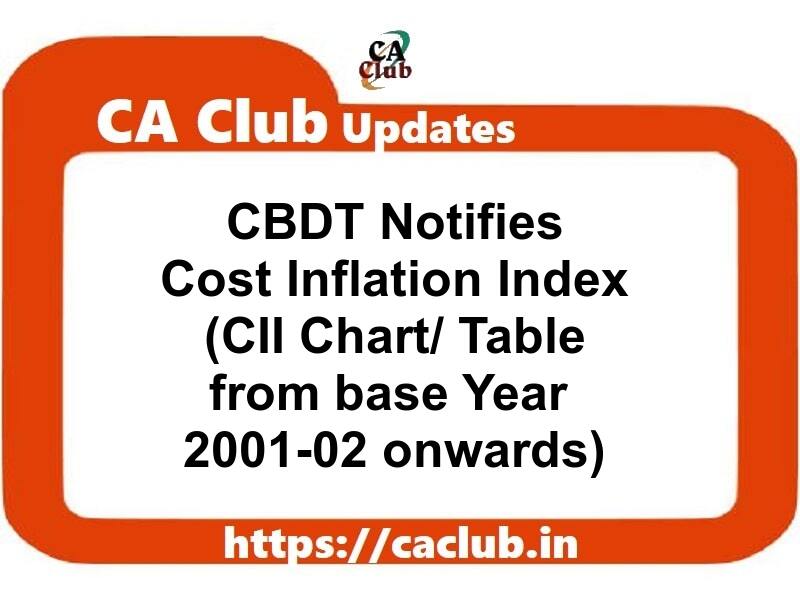 CA
Club
CA Club Updates
CBDT Notifies
Cost Inflation Index
(CII Chart/ Table
from base Year
2001-02 onwards)
https://caclub.in